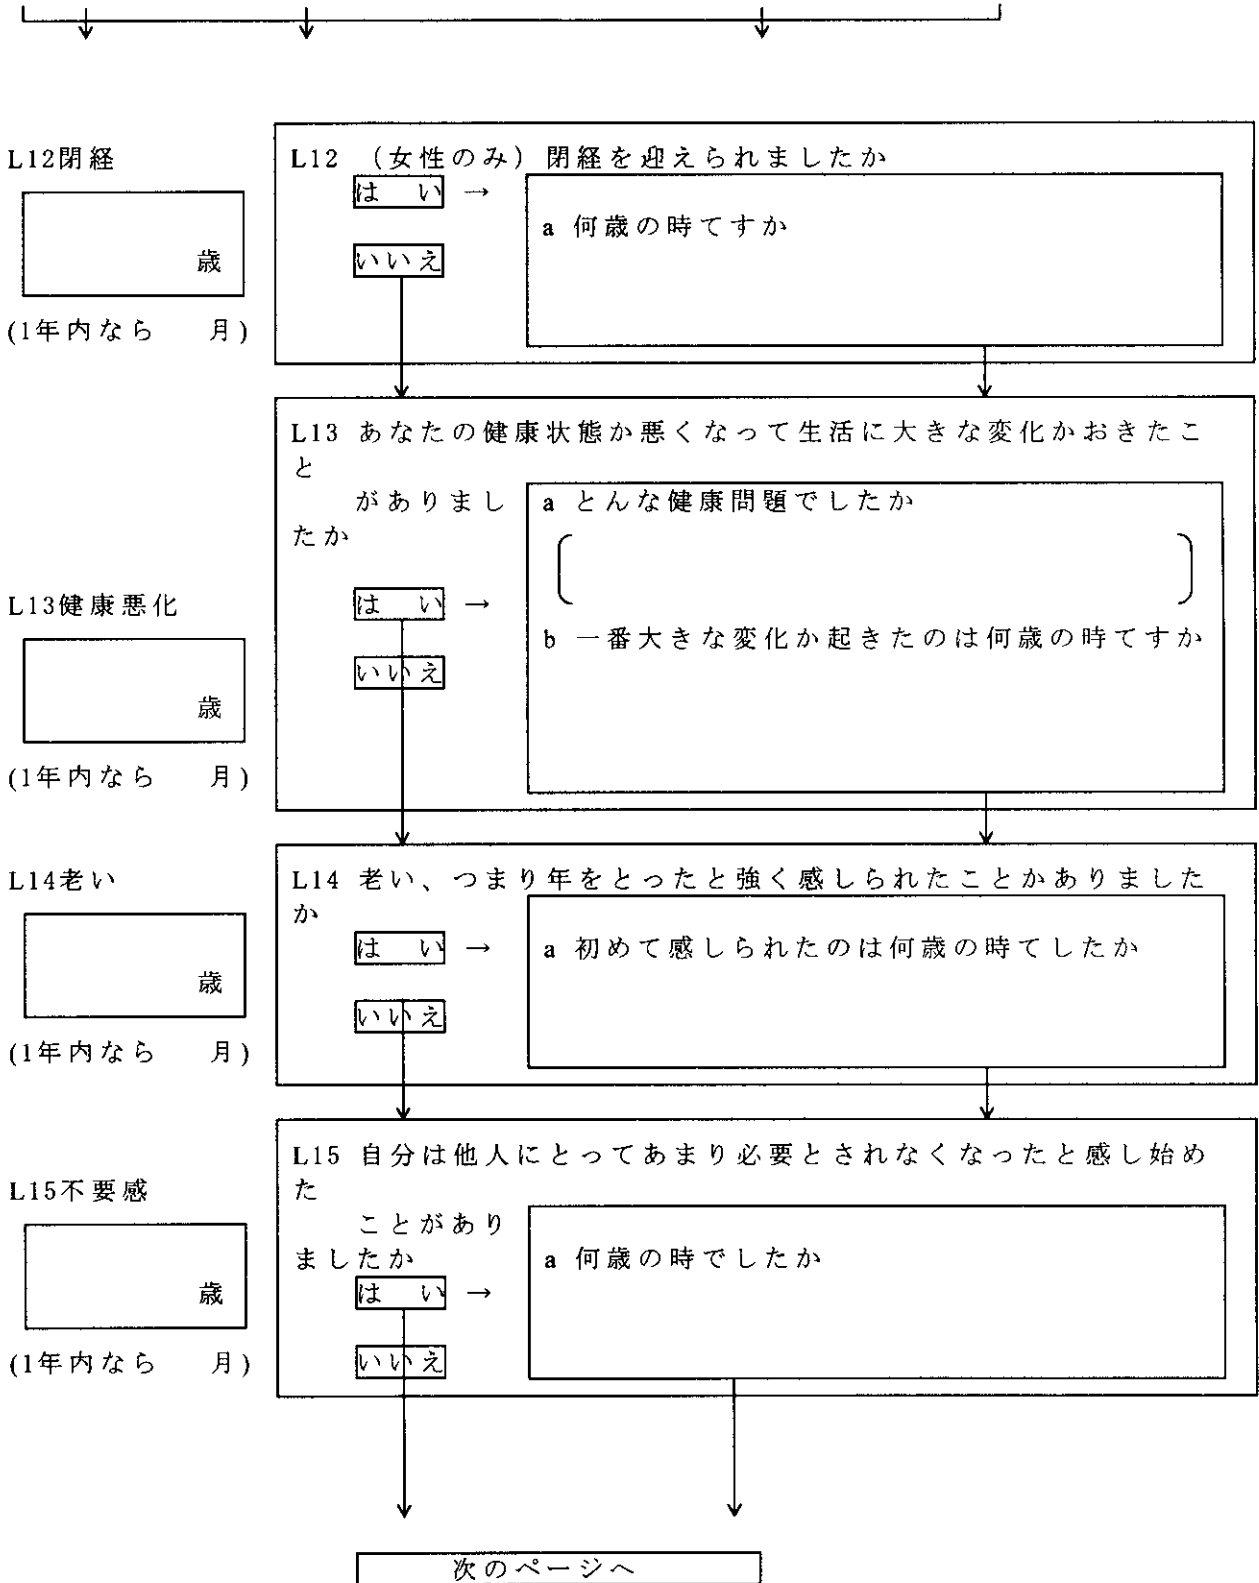 L12閉経
歳
(1年内なら 月)
L12 （女性のみ）閉経を迎えられましたか
は い →
いいえ
a 何歳の時てすか
L13健康悪化
歳
(1年内なら 月)
L13 あなたの健康状態か悪くなって生活に大きな変化かおきたこ
と
がありまし
たか
は い →
いいえ
a とんな健康問題でしたか
b 一番大きな変化か起きたのは何歳の時てすか
L14老い
歳
(1年内なら 月)
L14 老い、つまり年をとったと強く感しられたことかありました
か
は い →
いいえ
a 初めて感しられたのは何歳の時てしたか
L15不要感
歳
(1年内なら 月)
L15 自分は他人にとってあまり必要とされなくなったと感し始め
た
ことがあり
ましたか
は い →
いいえ
a 何歳の時でしたか
次のページへ